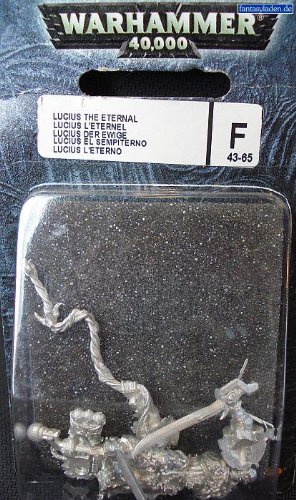 fantasyladen.de
WARHAMMER
40,000
LUCIUS THE ETERNAL
LUCIUS L'ETERNEL
LUCIUS DER EWIGE
LUCIUS EL SEMPITERNO
LUCIUS L'ETERNO
F
43-65